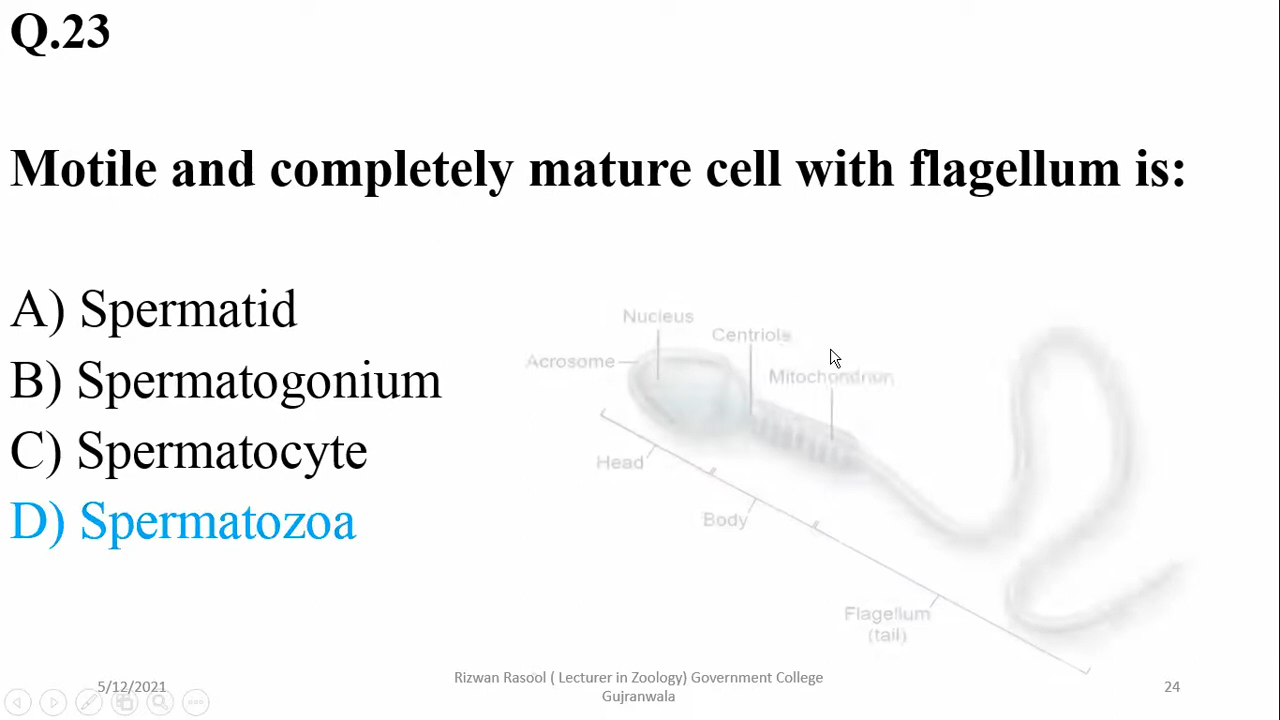 Q.23
Motile and completely mature cell with flagellum is:
A) Spermatid
B) Spermatogonium
C) Spermatocyte
D) Spermatozoa
Nucleus
Centriole
Acrosome
Mitochondrion
Head
Body
Flagellum
(tail)
5/12/2021
Rizwan Rasool ( Lecturer in Zoology) Government College
Gujranwala
24